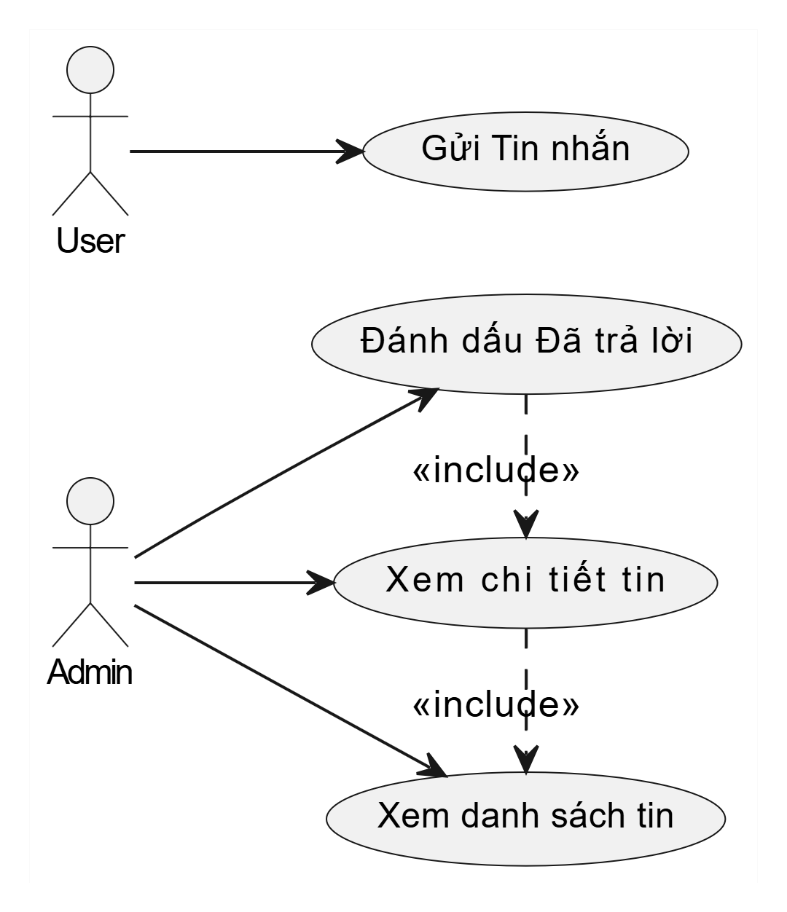 Gửi Tin nhắn
User
Đánh dấu Đã trả lời
«include»
Xem chi tiết tin
Admin
«include»
Xem danh sách tin